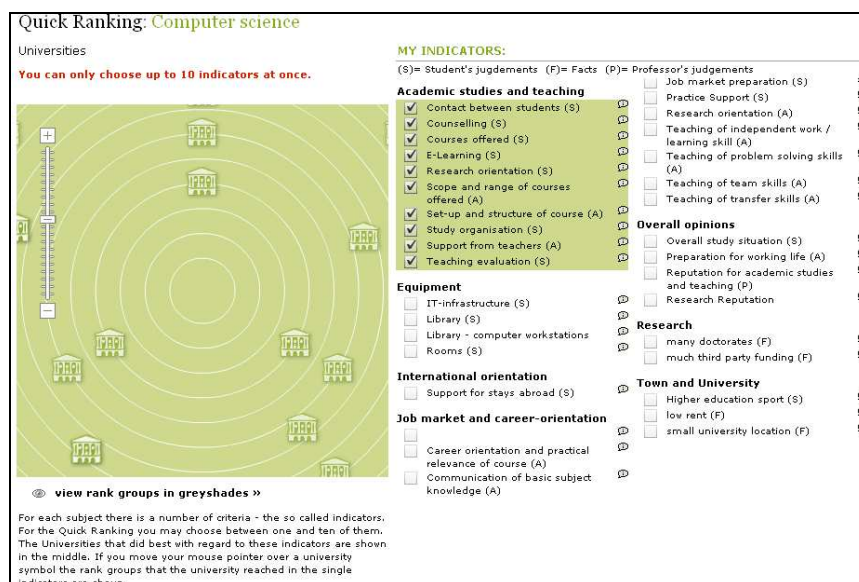 Quick Ranking: Computer science
Universities
You can only choose up to 10 indicators at once.
view rank groups in greyshades »
For each subject there is a number of criteria - the so called indicators.
For the Quick Ranking you may choose between one and ten of them.
The Universities that did best with regard to these indicators are shown
in the middle. If you move your mouse pointer over a university
symbol the rank groups that the university reached in the single
MY INDICATORS:
(S)= Student's jugdements (F)= Facts (P)= Professor's judgements
Academic studies and teaching
Contact between students (S)
Counselling (S)
Courses offered (S)
E-Learning (S)
Research orientation (S)
Scope and range of courses
offered (A)
Set-up and structure of course (A)
Study organisation (S)
Support from teachers (A)
Teaching evaluation (S)
Equipment
IT-infrastructure (S)
Library (S)
Library - computer workstations
Rooms (S)
International orientation
Support for stays abroad (S)
Job market and career-orientation
Career orientation and practical
relevance of course (A)
Communication of basic subject
knowledge (A)
Job market preparation (S)
Practice Support (S)
Research orientation (A)
Teaching of independent work /
learning skill (A)
Teaching of problem solving skills
(A)
Teaching of team skills (A)
Teaching of transfer skills (A)
Overall opinions
Overall study situation (S)
Preparation for working life (A)
Reputation for academic studies
and teaching (P)
Research Reputation
Research
many doctorates (F)
much third party funding (F)
Town and University
Higher education sport (S)
low rent (F)
small university location (F)